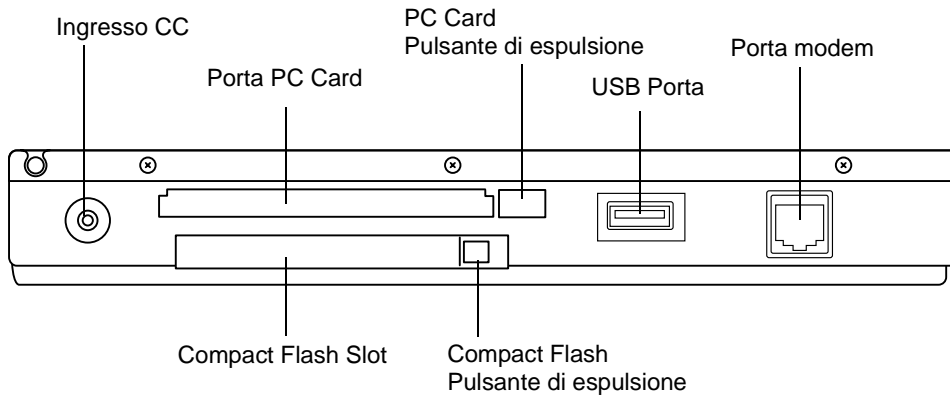 Ingresso CC
Porta PC Card
PC Card
Pulsante di espulsione
USB Porta
Porta modem
Compact Flash Slot
Compact Flash
Pulsante di espulsione